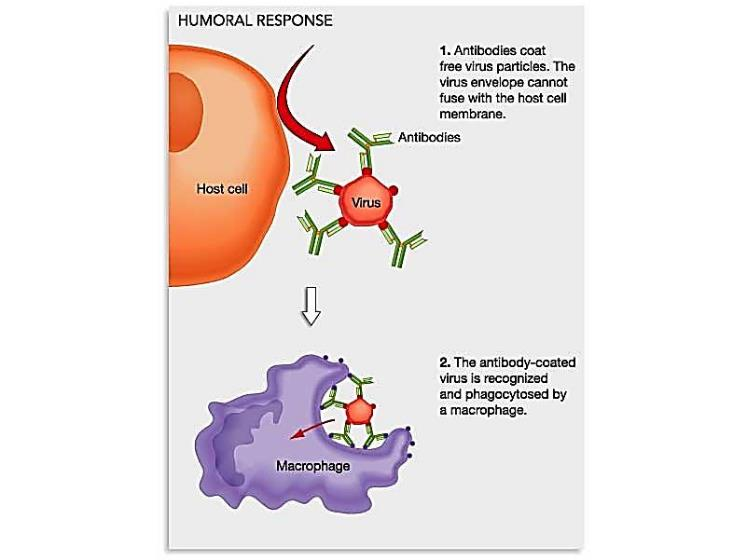 HUMORAL RESPONSE
1. Antibodies coat
free virus particles. The
virus envelope cannot
fuse with the host cell
membrane.
Antibodies
Host cell
Virus
2. The antibody-coated
virus is recognized
and phagocytosed by
a macrophage.
Macrophage